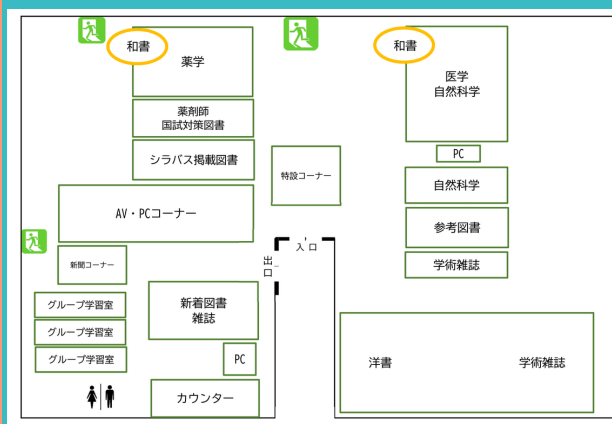 和書
薬学
和書
医学
自然科学
薬剤師
国試対策図書
シラバス掲載図書
特設コーナー
PC
自然科学
AV・PCコーナー
参考図書
入口
出口
新聞コーナー
学術雑誌
グループ学習室
グループ学習室
グループ学習室
新着図書
雑誌
PC
カウンター
洋書
学術雑誌